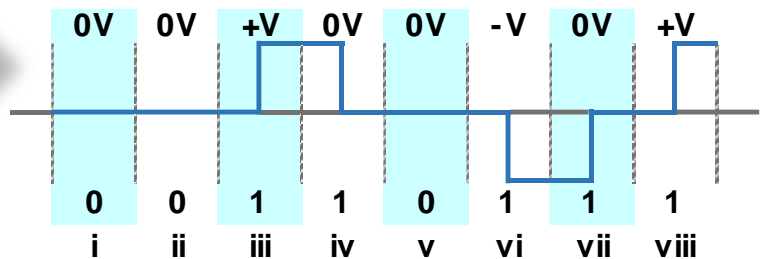 0V 0V +V 0V 0V -V 0V +V
0 0 1 1 0 1 1 1
i ii iii iv v vi vii viii